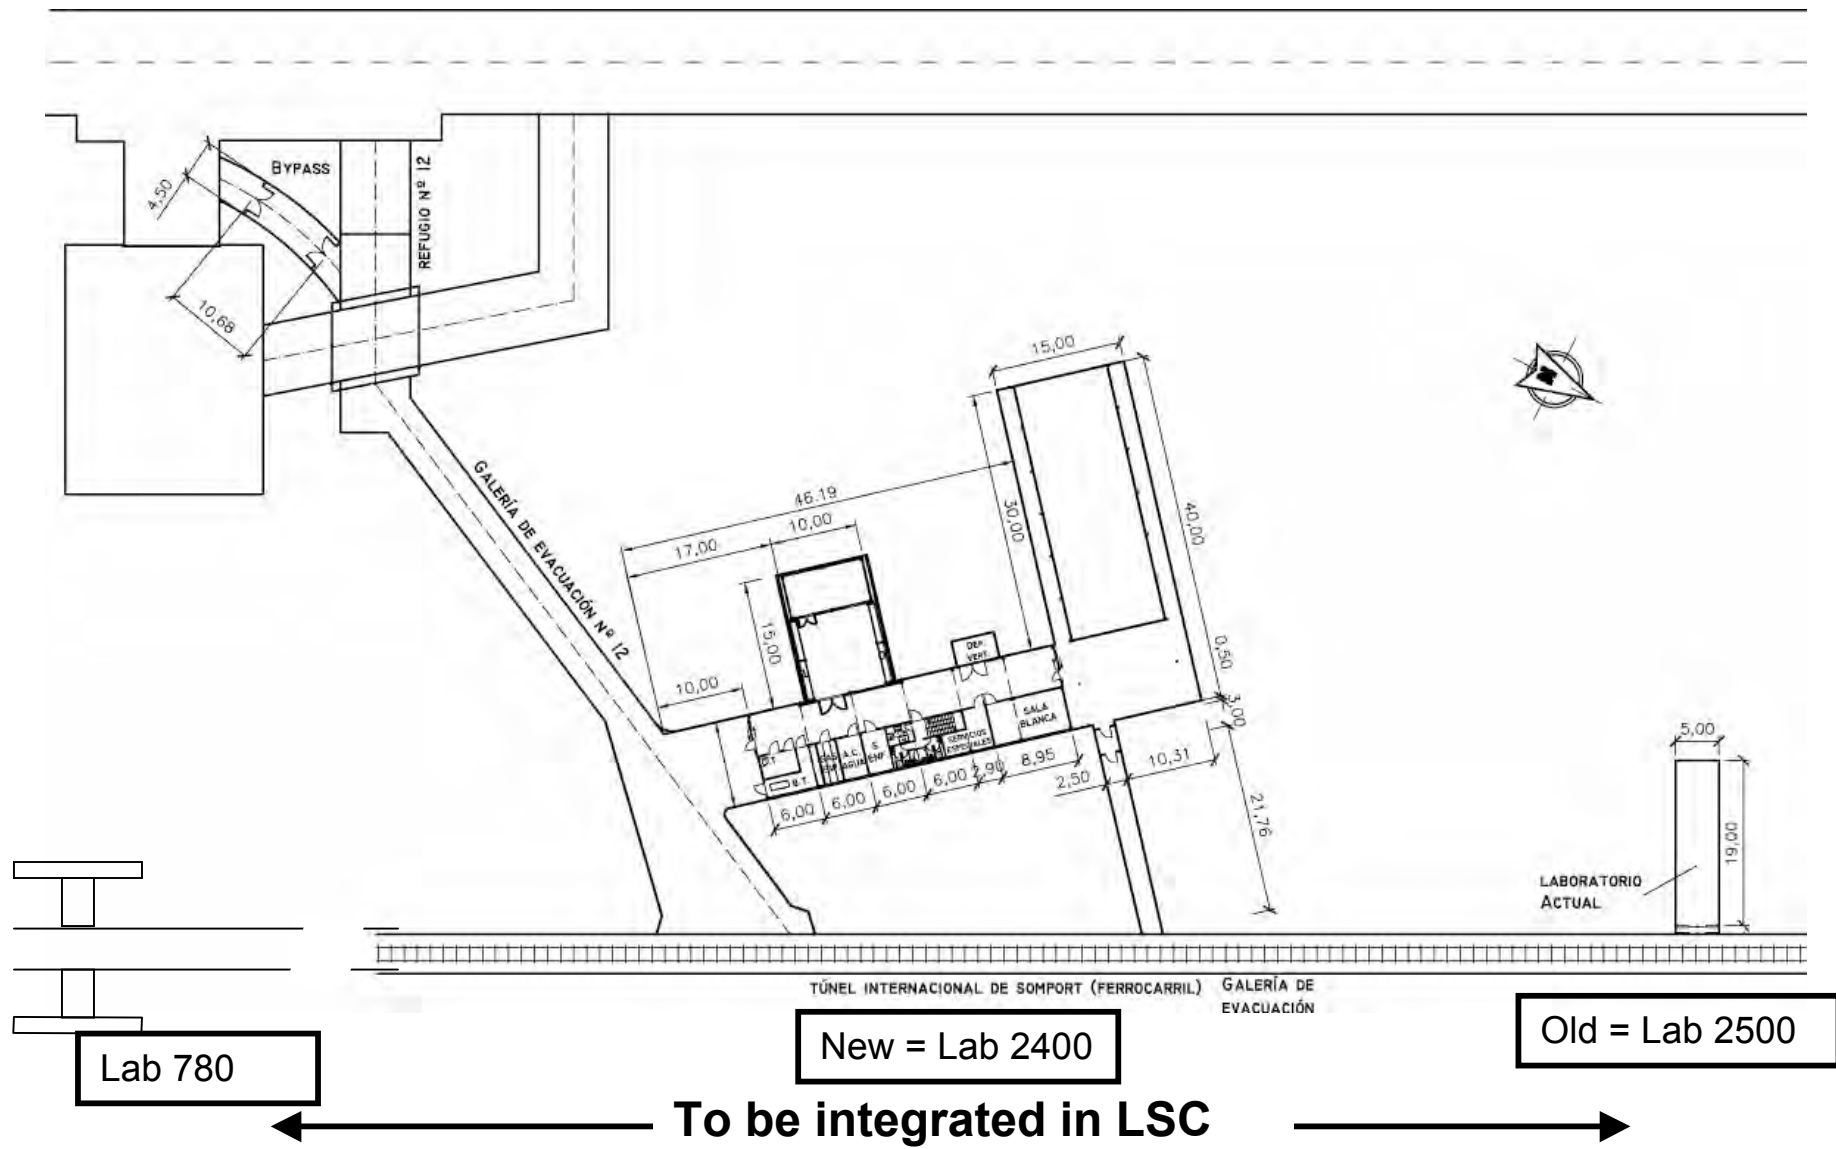 BYPASS
REFUGIO Nº 12
4,50
10,68
15,00
46.19
10,00
17,00
30,00
40,00
GALERÍA DE EVACUACIÓN Nº 12
15,00
10,00
DEP.
VERT.
0,50
3,00
SALA
BLANCA
SERVICIOS
ESPECIALES
S.
ENF.
A.C.
AGUA
GAS
B.T.
6,00
6,00
6,00
6,00
2,90
8,95
2,50
10,31
21,76
5,00
19,00
LABORATORIO
ACTUAL
N
TÚNEL INTERNACIONAL DE SOMPORT (FERROCARRIL)
GALERÍA DE
EVACUACIÓN
Lab 780
New = Lab 2400
Old = Lab 2500
To be integrated in LSC